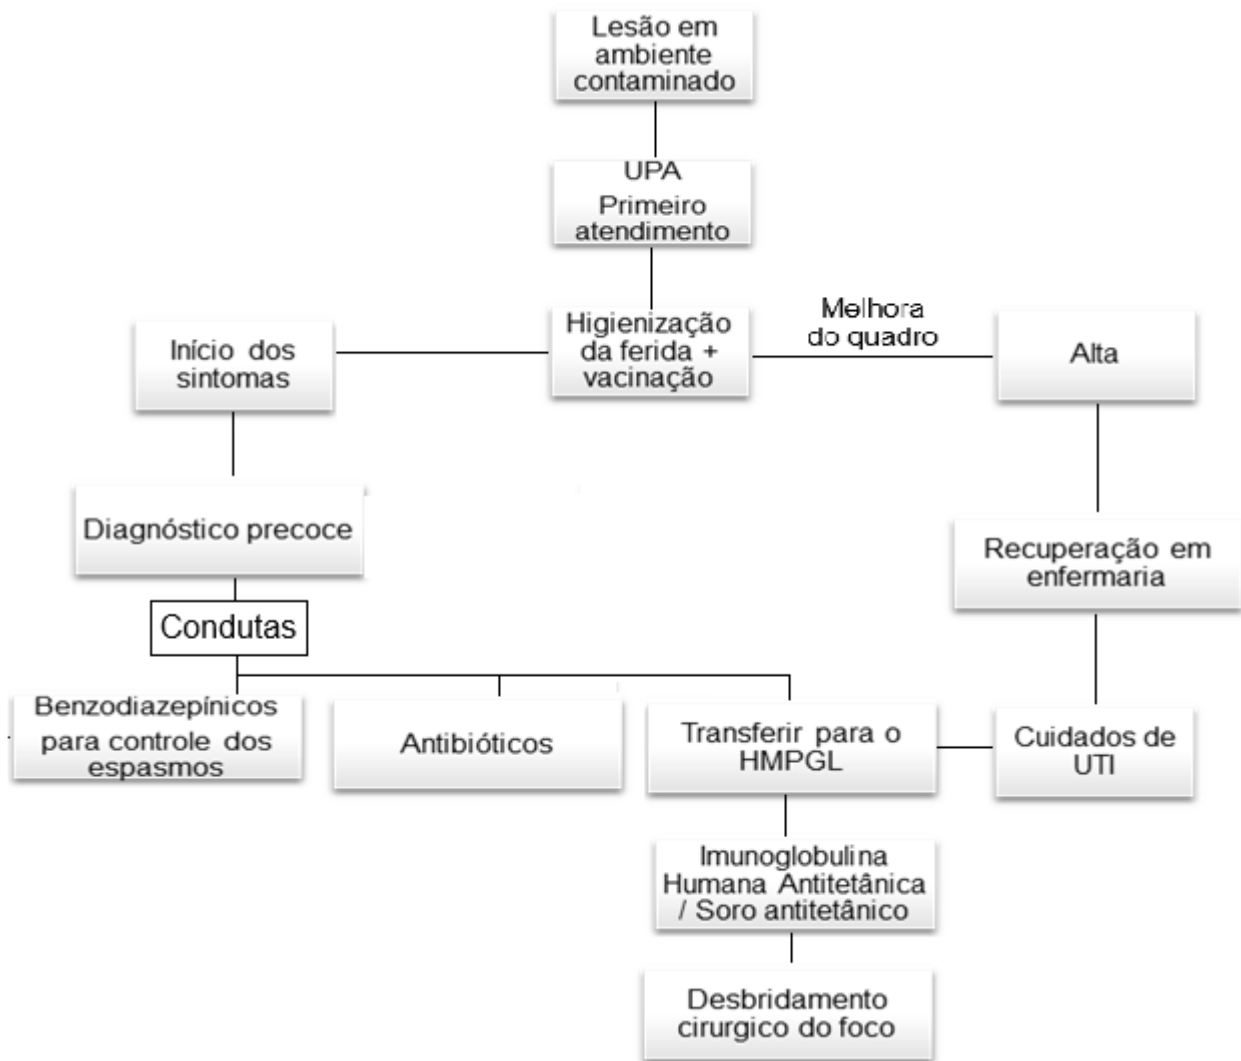 Lesão em
ambiente
contaminado
UPA
Primeiro
atendimento
Higienização
da ferida +
vacinação
Melhora
do quadro
Alta
Início dos
sintomas
Diagnóstico precoce
Recuperação em
enfermaria
Condutas
Benzodiazepínicos
para controle dos
espasmos
Antibióticos
Transferir para o
HMPGL
Cuidados de
UTI
Imunoglobulina
Humana Antitetânica
/ Soro antitetânico
Desbridamento
cirurgico do foco